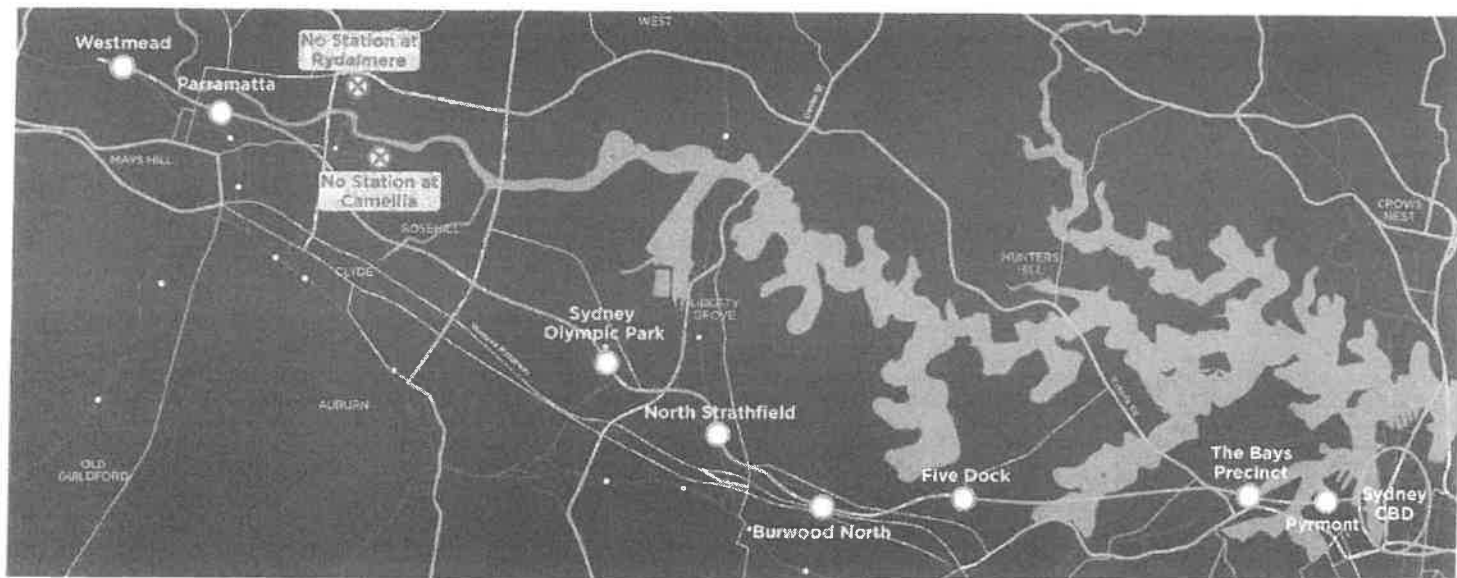 WEST
Westmead
No Station at
Rydalmere
Parramatta
MAYS HILL
No Station at
Camellia
ROSEHILL
CLYDE
CROWS
NEST
HUNTERS
HILL
LIBERTY
GROVE
Sydney
Olympic Park
AUBURN
North Strathfield
OLD
GUILDFORD
Five Dock
The Bays
Precinct
Sydney
CBD
Pyrmont
Burwood North